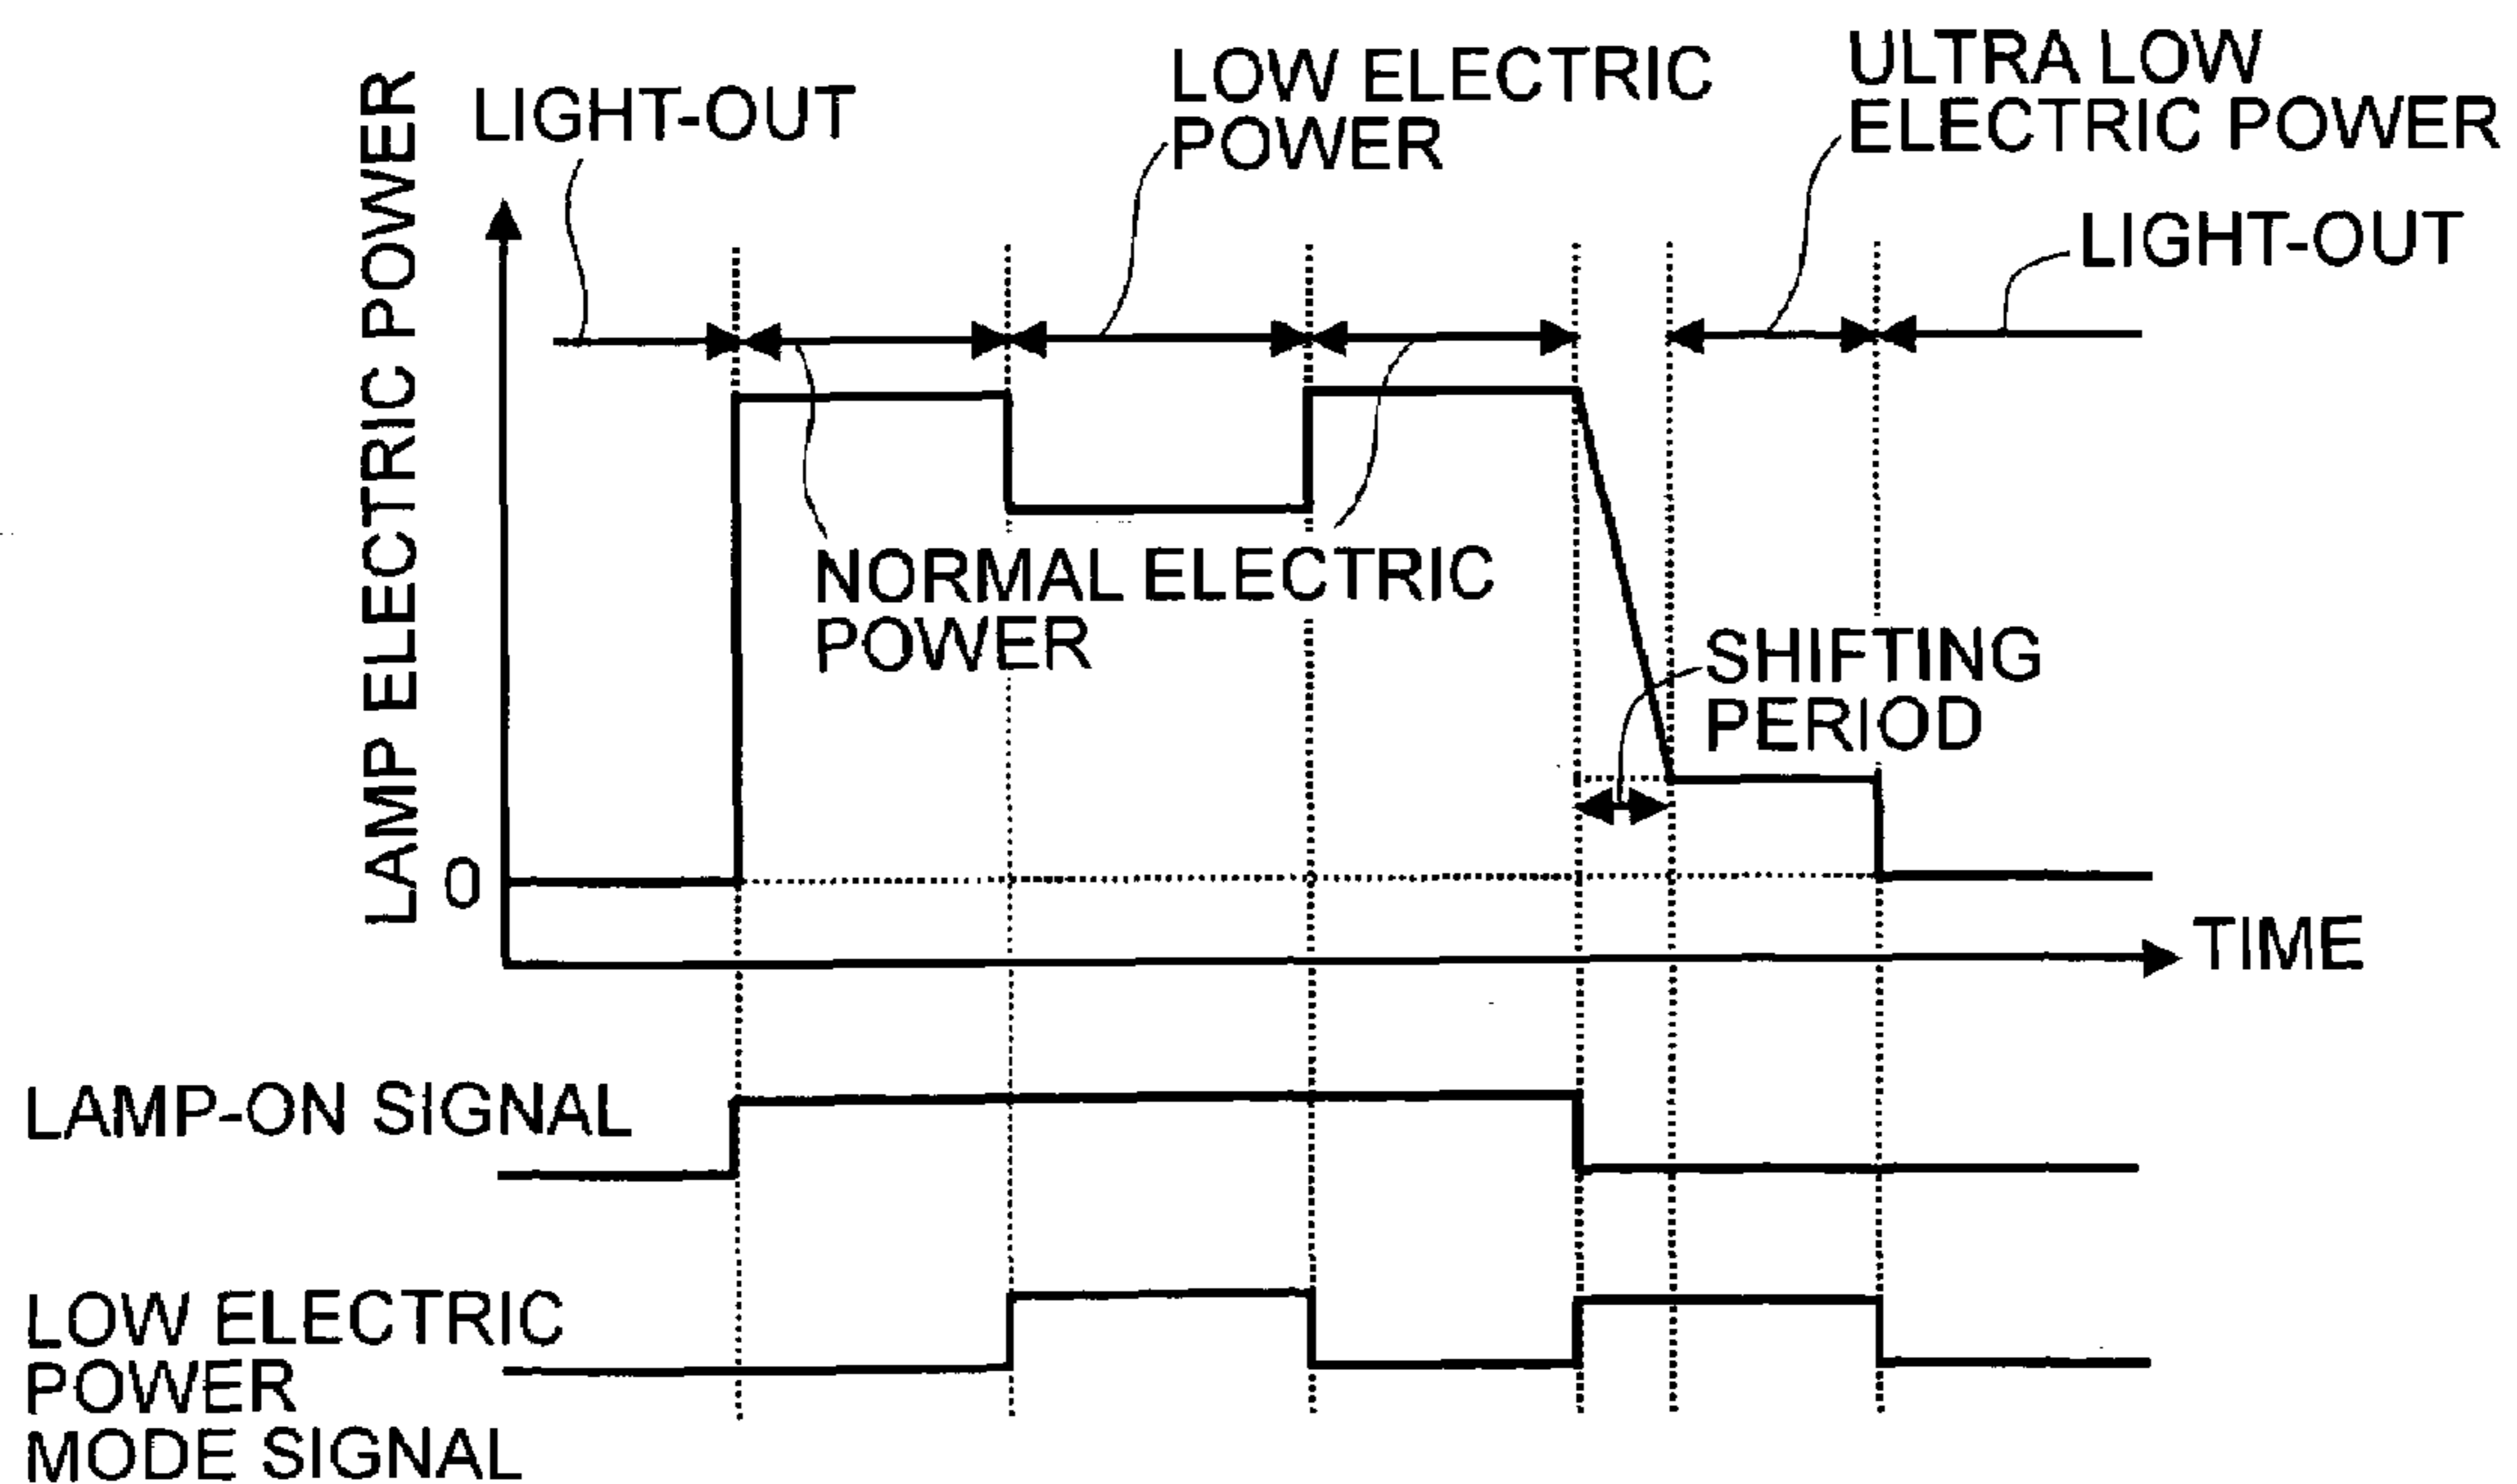 LAMP ELECTRIC POWER
LIGHT-OUT
LOW ELECTRIC
POWER
ULTRA LOW
ELECTRIC POWER
LIGHT-OUT
NORMAL ELECTRIC
POWER
SHIFTING
PERIOD
0
TIME
LAMP-ON SIGNAL
LOW ELECTRIC
POWER
MODE SIGNAL